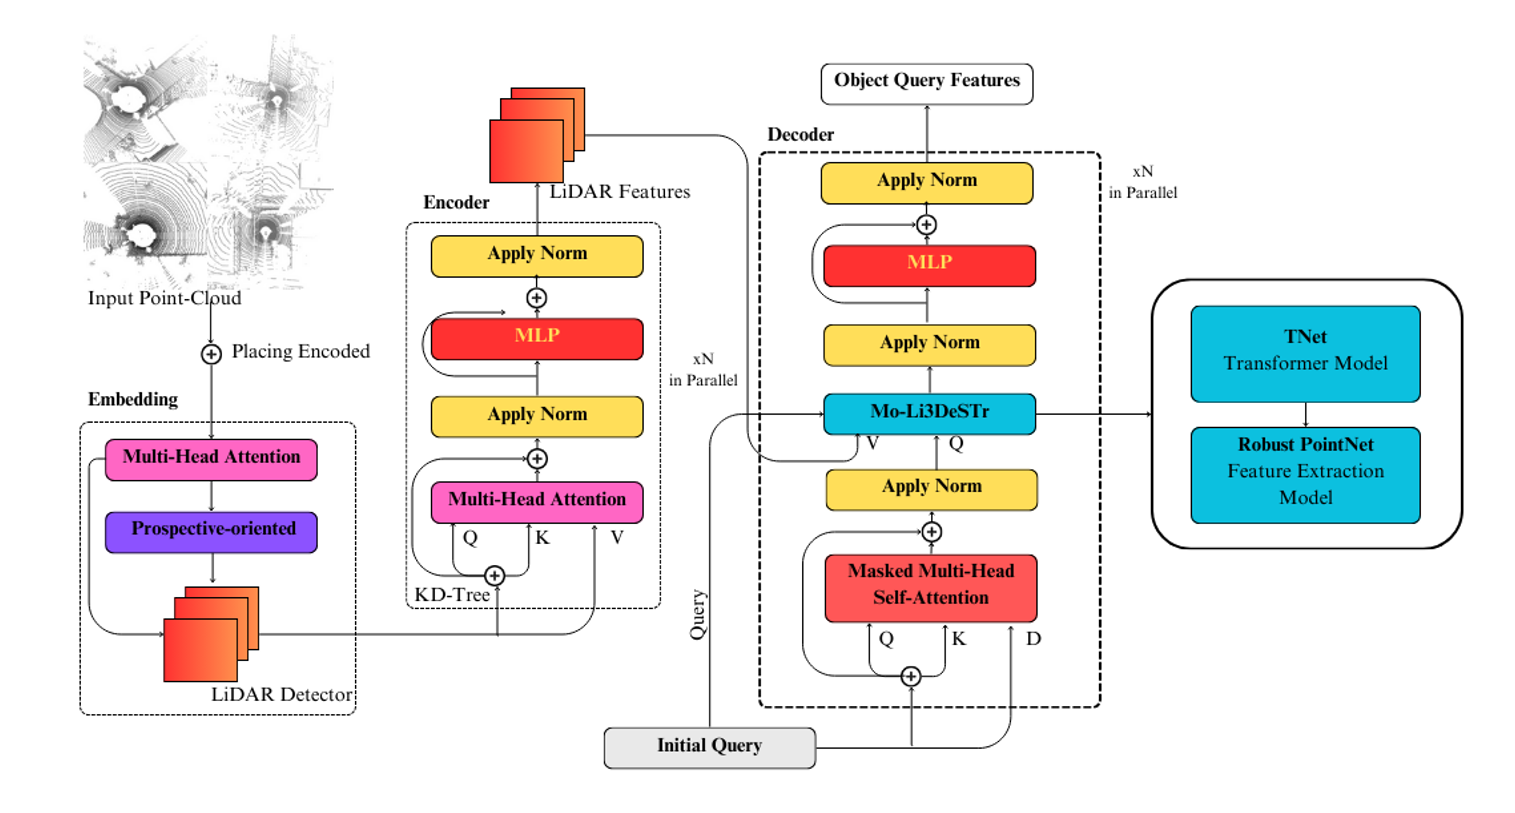 Input Point-Cloud
Placing Encoded
Embedding
Multi-Head Attention
Prospective-oriented
LiDAR Detector
LiDAR Features
Encoder
Apply Norm
MLP
Apply Norm
Multi-Head Attention
Q
K
V
KD-Tree
xN
in Parallel
Object Query Features
Decoder
Apply Norm
MLP
Apply Norm
Mo-Li3DeSTr
V
Q
Apply Norm
Masked Multi-Head
Self-Attention
Q
K
D
Query
Initial Query
xN
in Parallel
TNet
Transformer Model
Robust PointNet
Feature Extraction
Model